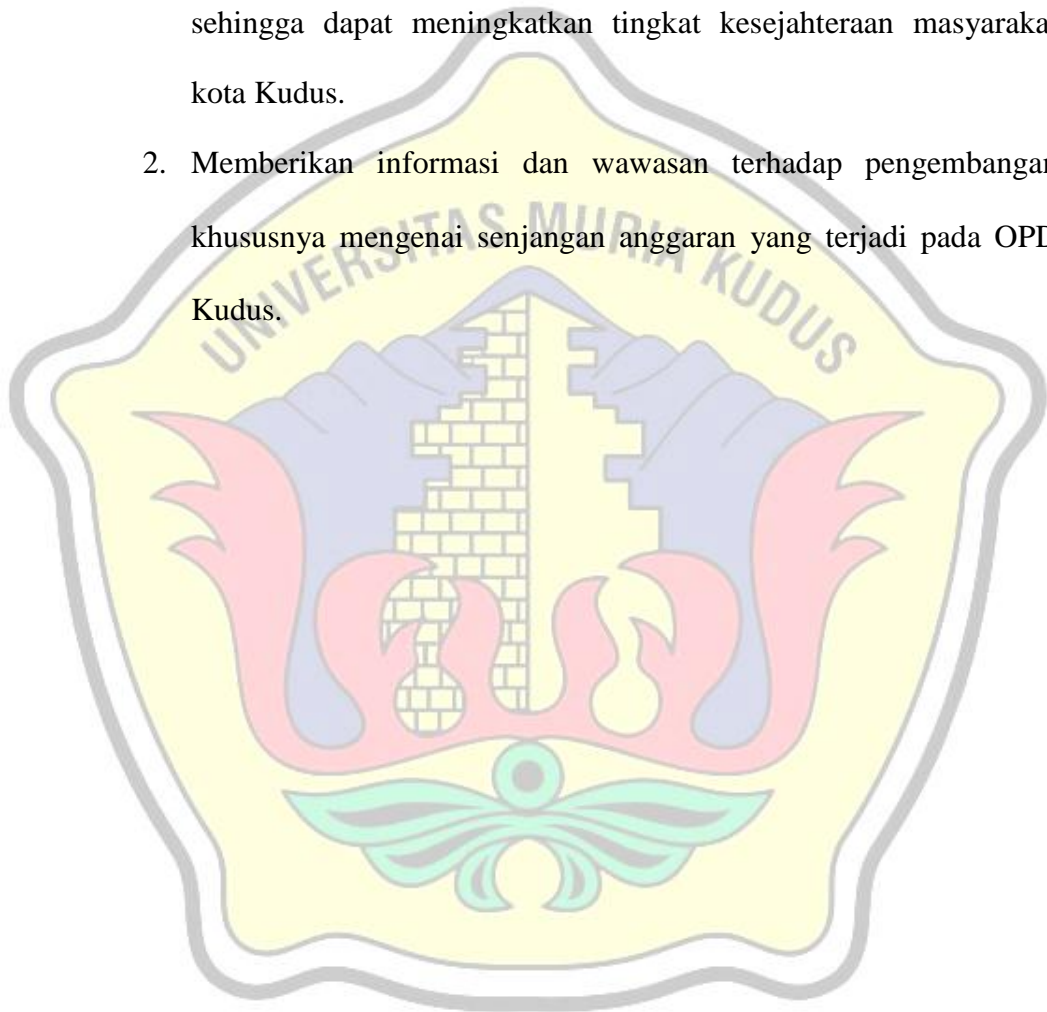 sehingga dapat meningkatkan tingkat kesejahteraan masyaraka
kota Kudus.
2. Memberikan informasi dan wawasan terhadap pengembangan
khususnya mengenai senjangan anggaran yang terjadi pada OPD
Kudus.
UNIVERSITAS MURIA KUDUS